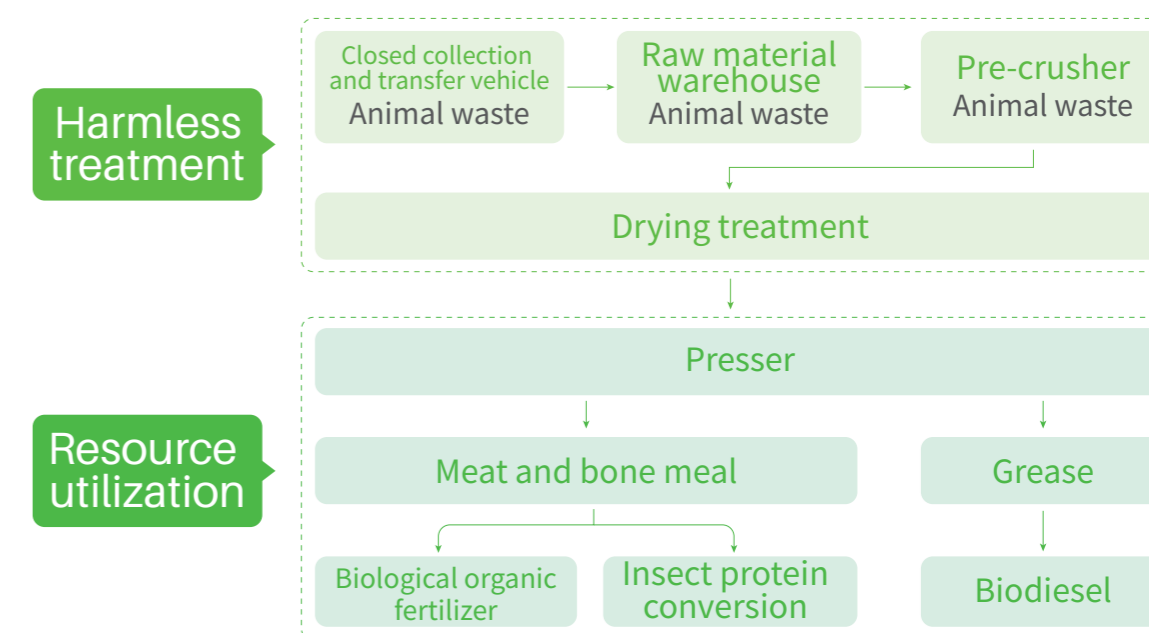 Harmless
treatment
Closed collection
and transfer vehicle
Animal waste
Raw material
warehouse
Animal waste
Pre-crusher
Animal waste
Drying treatment
Resource
utilization
Presser
Meat and bone meal
Grease
Biological organic
fertilizer
Insect protein
conversion
Biodiesel